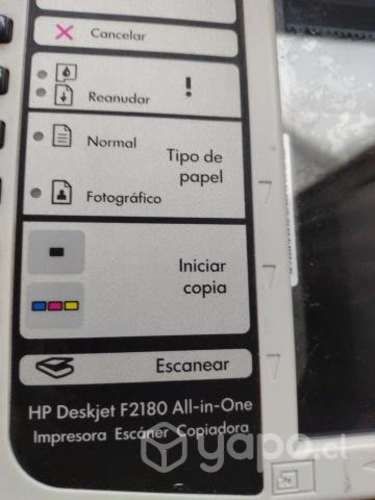 Cancelar
Reanudar
!
Normal
Tipo de
papel
Fotográfico
Iniciar
copia
Escanear
HP Deskjet F2180 All-in-One
Impresora Escáner Copiadora
yapo.cl